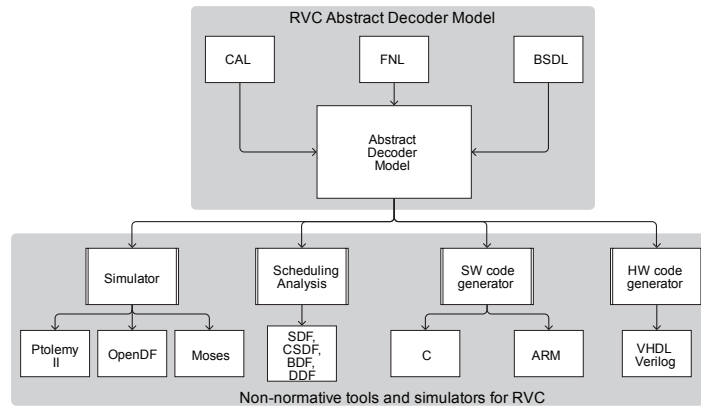 RVC Abstract Decoder Model
CAL
FNL
BSDL
Abstract
Decoder
Model
Simulator
Scheduling
Analysis
SW code
generator
HW code
generator
Ptolemy
II
OpenDF
Moses
SDF,
CSDF,
BDF,
DDF
C
ARM
VHDL
Verilog
Non-normative tools and simulators for RVC